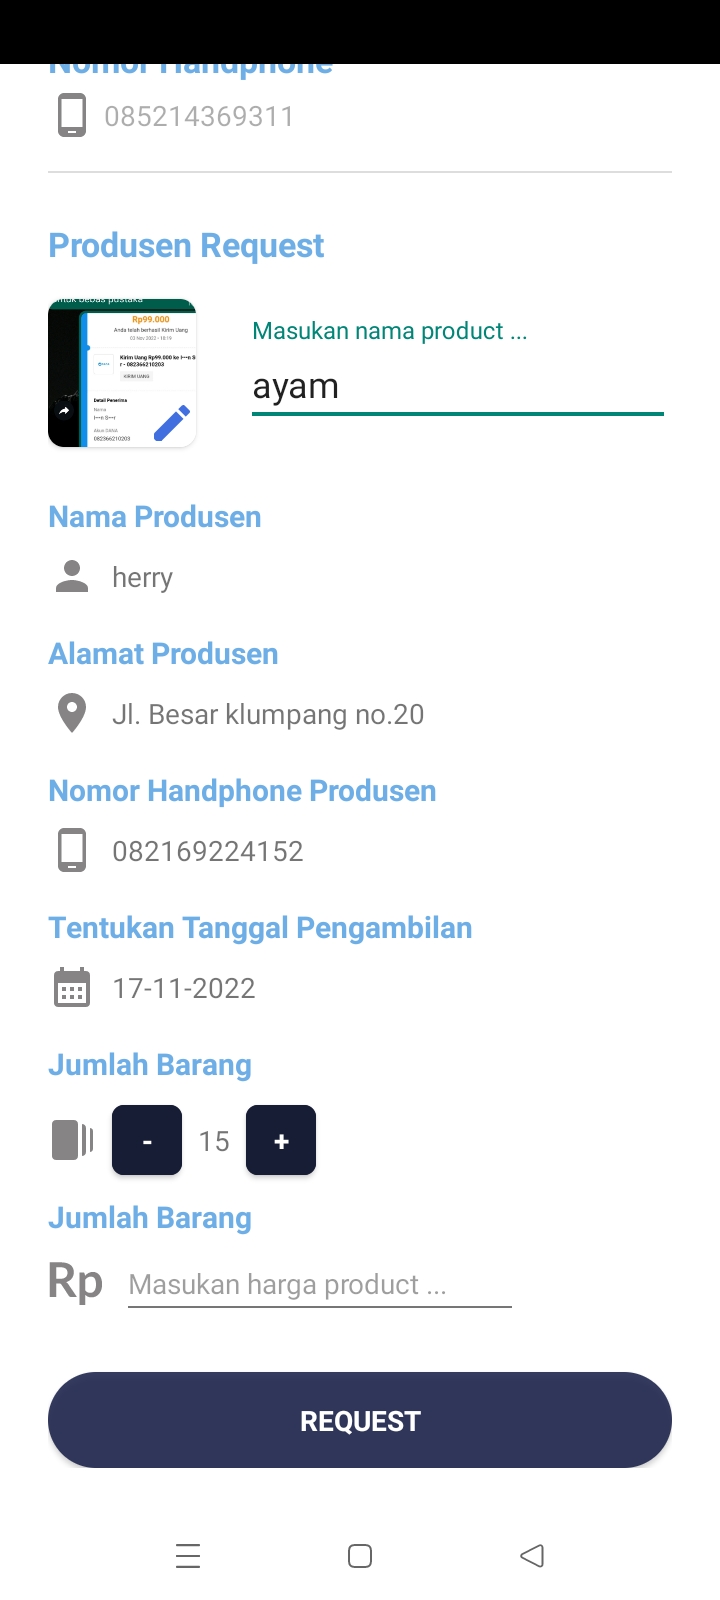 Nomor Handphone
085214369311
Produsen Request
ntuk bebas pustaka
Rp99.000
Anda telah berhasil Kirim Uang
03 Nov 2022 • 18:19
Kirim Uang Rp99.000 ke I•••n S
r - 082366210203
KIRIM UANG
Detail Penerima
Nama
I•••n S•••r
Akun DANA
082366210203
Masukan nama product ...
ayam
Nama Produsen
herry
Alamat Produsen
Jl. Besar klumpang no.20
Nomor Handphone Produsen
082169224152
Tentukan Tanggal Pengambilan
17-11-2022
Jumlah Barang
- 15 +
Jumlah Barang
Rp Masukan harga product ...
REQUEST